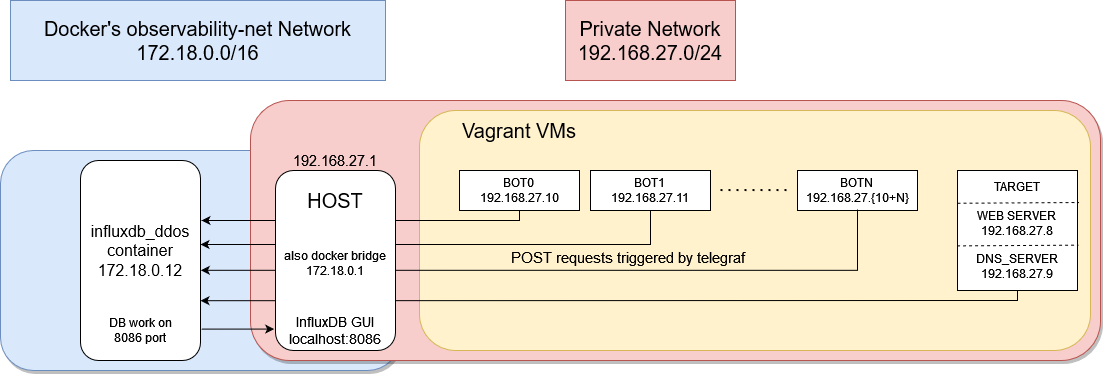 Docker's observability-net Network
172.18.0.0/16
Private Network
192.168.27.0/24
Vagrant VMs
192.168.27.1
HOST
also docker bridge
172.18.0.1
InfluxDB GUI
localhost:8086
influxdb_ddos
container
172.18.0.12
DB work on
8086 port
BOT0
192.168.27.10
BOT1
192.168.27.11
.........
BOTN
192.168.27.{10+N}
TARGET
WEB SERVER
192.168.27.8
DNS_SERVER
192.168.27.9
POST requests triggered by telegraf